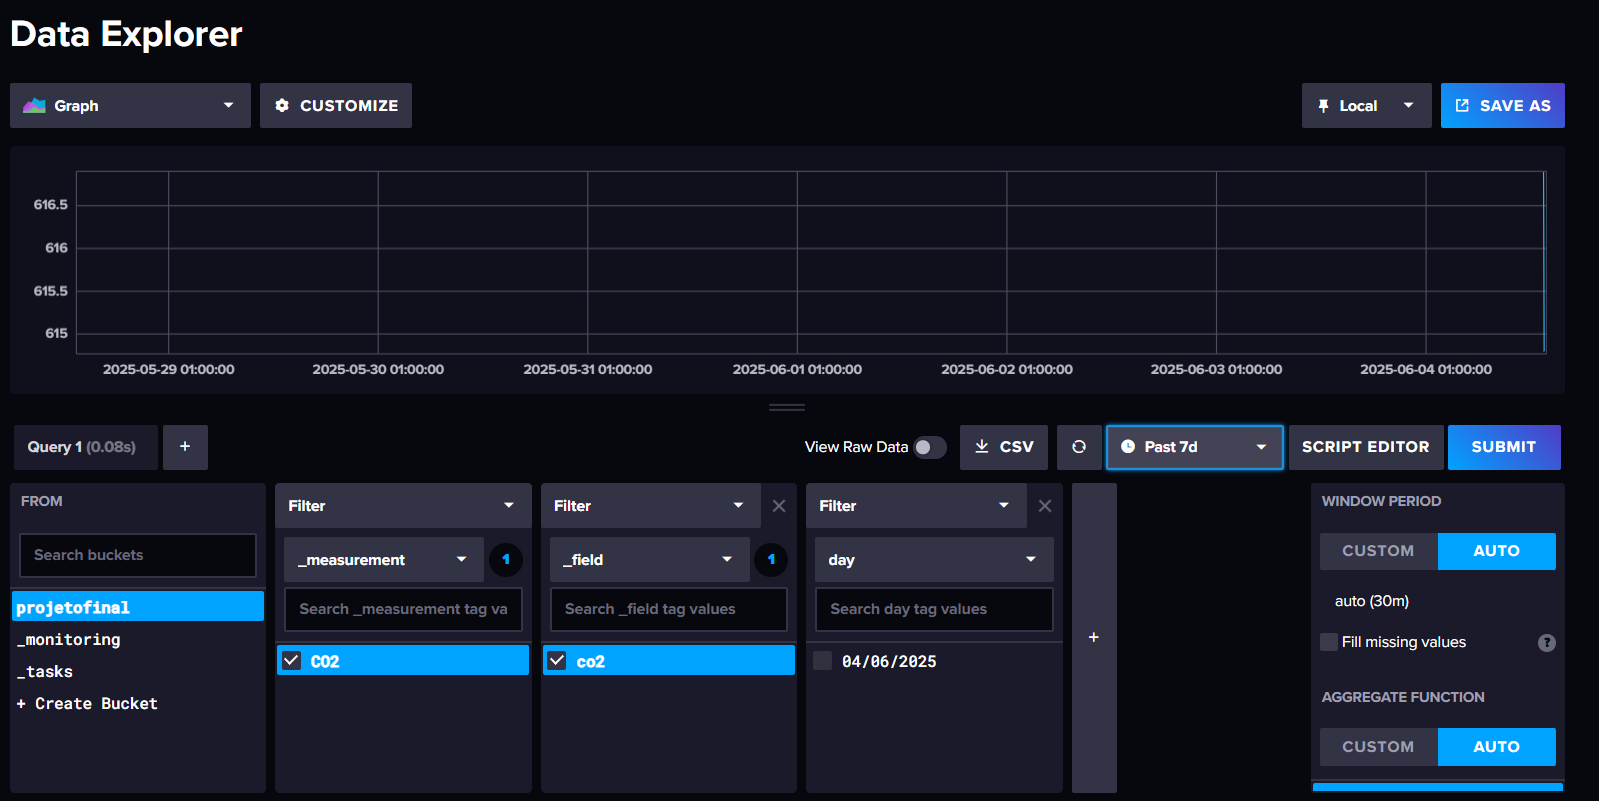 Data Explorer
Graph
CUSTOMIZE
Local
SAVE AS
616.5
616
615.5
615
2025-05-29 01:00:00
2025-05-30 01:00:00
2025-05-31 01:00:00
2025-06-01 01:00:00
2025-06-02 01:00:00
2025-06-03 01:00:00
2025-06-04 01:00:00
Query 1 (0.08s)
+
View Raw Data
CSV
Past 7d
SCRIPT EDITOR
SUBMIT
FROM
Search buckets
projetofinal
_monitoring
_tasks
+ Create Bucket
Filter
_measurement
1
Search _measurement tag va
CO2
Filter
_field
1
Search _field tag values
co2
Filter
day
Search day tag values
04/06/2025
+
WINDOW PERIOD
CUSTOM
AUTO
auto (30m)
Fill missing values
?
AGGREGATE FUNCTION
CUSTOM
AUTO